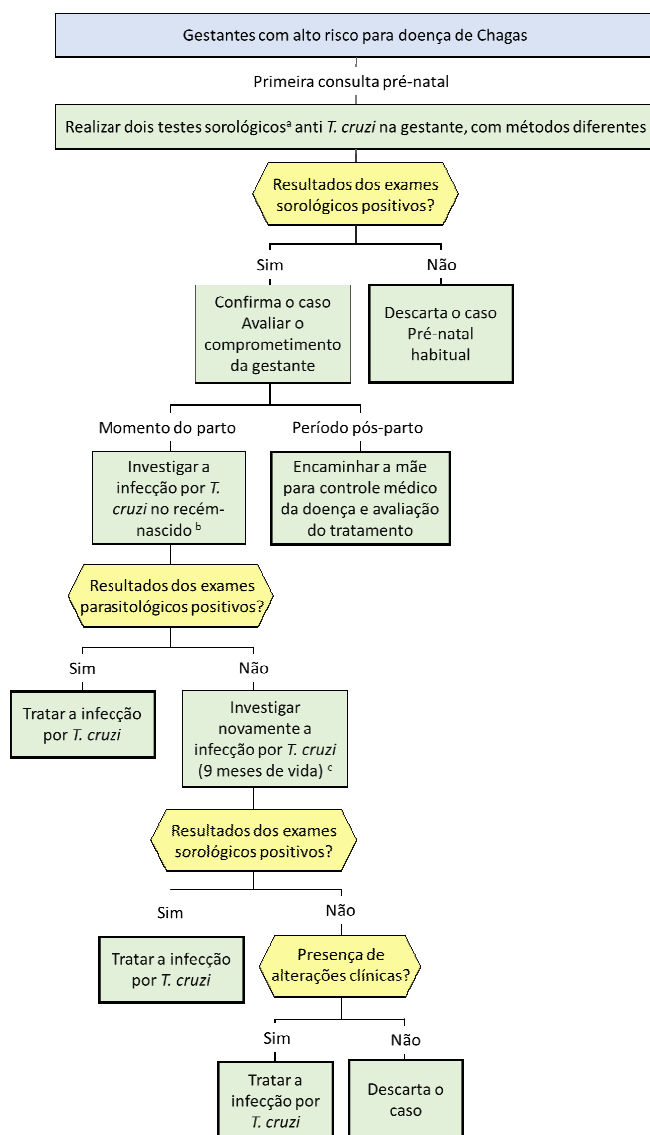 Gestantes com alto risco para doença de Chagas
Primeira consulta pré-natal
Realizar dois testes sorológicosᵃ anti T. cruzi na gestante, com métodos diferentes
Resultados dos exames
sorológicos positivos?
Sim
Não
Confirma o caso
Avaliar o
comprometimento
da gestante
Descarta o caso
Pré-natal
habitual
Momento do parto
Período pós-parto
Investigar a
infecção por T.
cruzi no recém-
nascido ᵇ
Encaminhar a mãe
para controle médico
da doença e avaliação
do tratamento
Resultados dos exames
parasitológicos positivos?
Sim
Não
Tratar a infecção
por T. cruzi
Investigar
novamente a
infecção por T. cruzi
(9 meses de vida) ᶜ
Resultados dos exames
sorológicos positivos?
Sim
Não
Tratar a infecção
por T. cruzi
Presença de
alterações clínicas?
Sim
Não
Tratar a
infecção por
T. cruzi
Descarta o
caso